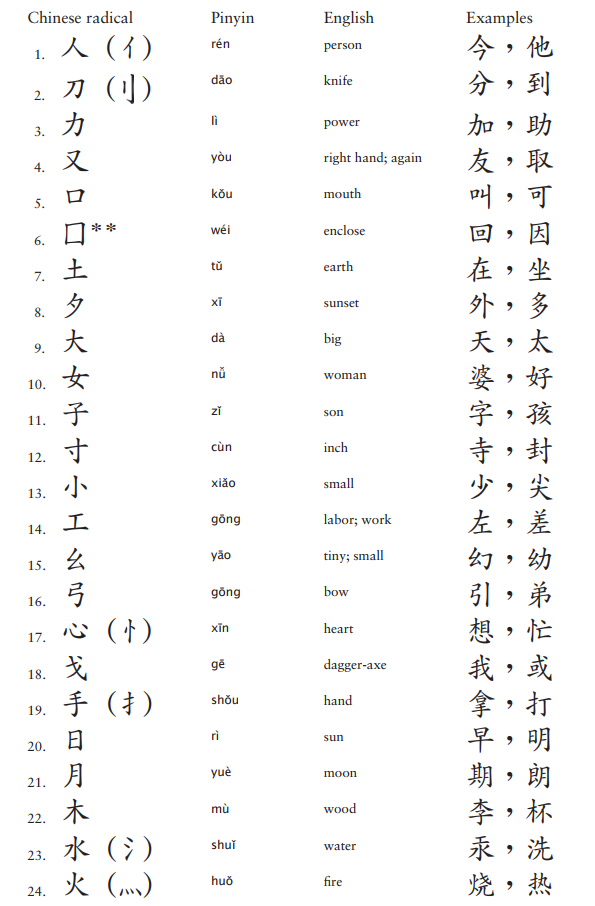 Chinese radical Pinyin English Examples
1. 人（亻） rén person 今，他
2. 刀（刂） dāo knife 分，到
3. 力 lì power 加，助
4. 又 yòu right hand; again 友，取
5. 口 kǒu mouth 叫，可
6. 囗** wéi enclose 回，因
7. 土 tǔ earth 在，坐
8. 夕 xī sunset 外，多
9. 大 dà big 天，太
10. 女 nǚ woman 婆，好
11. 子 zǐ son 字，孩
12. 寸 cùn inch 寺，封
13. 小 xiǎo small 少，尖
14. 工 gōng labor; work 左，差
15. 幺 yāo tiny; small 幻，幼
16. 弓 gōng bow 引，弟
17. 心（忄） xīn heart 想，忙
18. 戈 gē dagger-axe 我，或
19. 手（扌） shǒu hand 拿，打
20. 日 rì sun 早，明
21. 月 yuè moon 期，朗
22. 木 mù wood 李，杯
23. 水（氵） shuǐ water 汞，洗
24. 火（灬） huǒ fire 烧，热